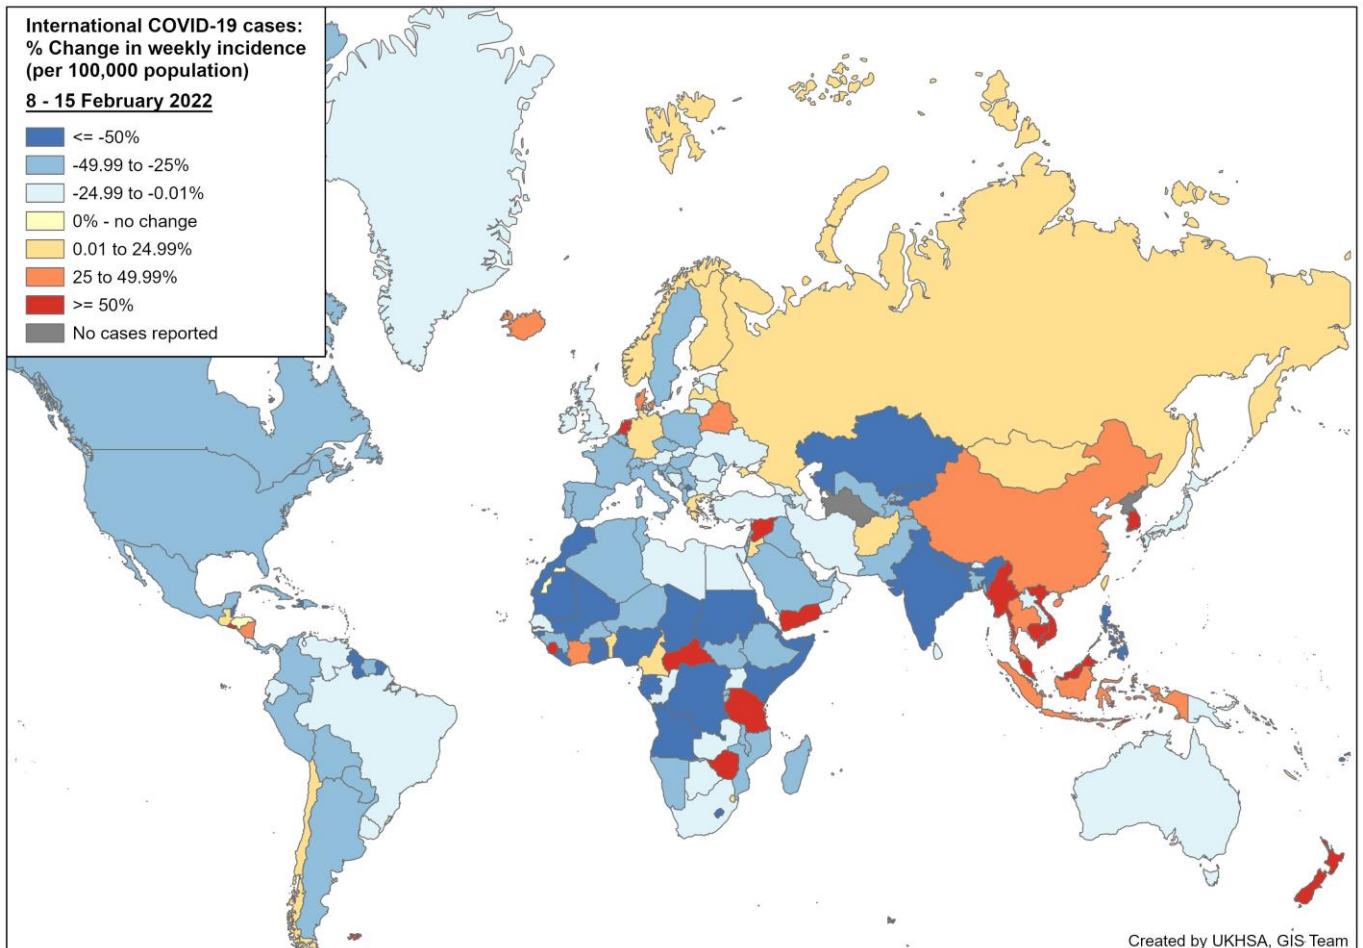 International COVID-19 cases:
% Change in weekly incidence
(per 100,000 population)
8 - 15 February 2022
<= -50%
-49.99 to -25%
-24.99 to -0.01%
0% - no change
0.01 to 24.99%
25 to 49.99%
>= 50%
No cases reported
Created by UKHSA, GIS Team